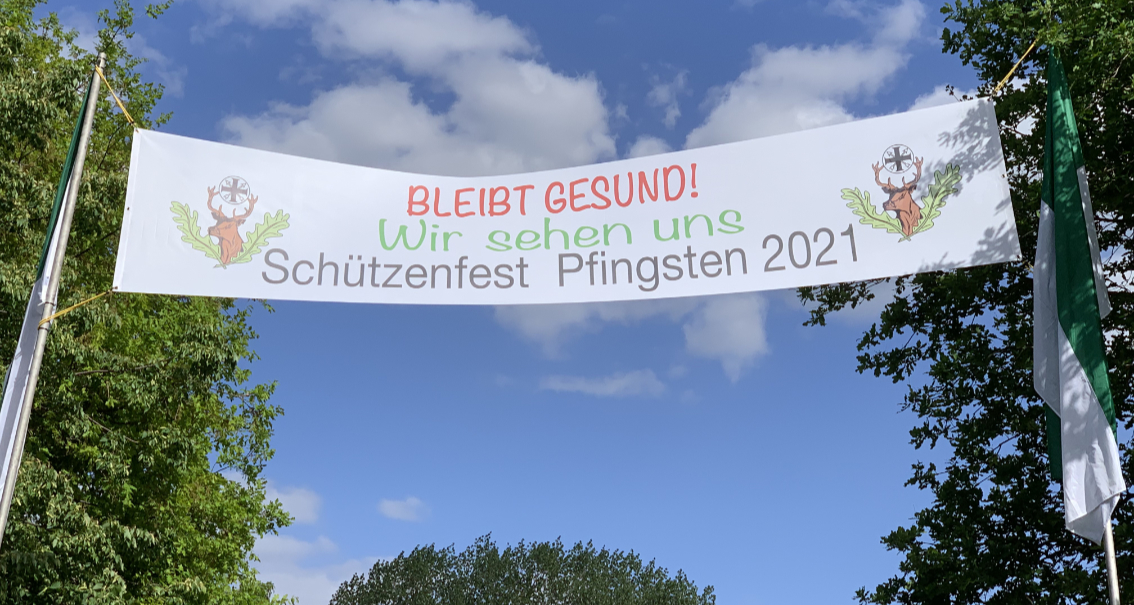 BLEIBT GESUND!
Wir sehen uns
Schützenfest Pfingsten 2021